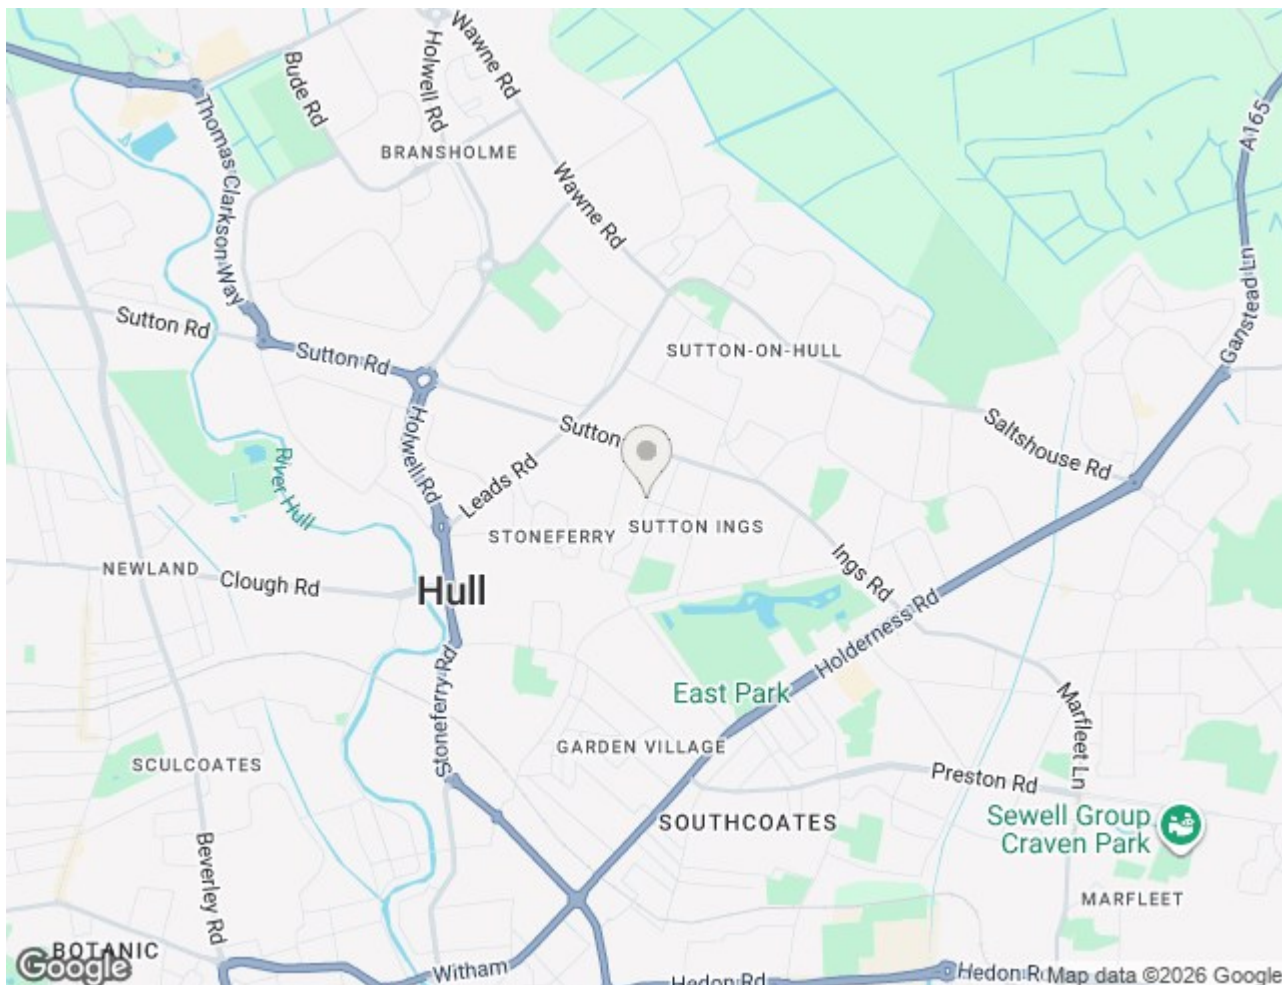 Wawne Rd
Holwell Rd
Bude Rd
Thomas Clarkson Way
BRANSHOLME
Wawne Rd
A165
Ganstead Ln
Sutton Rd
Sutton Rd
SUTTON-ON-HULL
Holwell Rd
Sutton
Saltshouse Rd
Leads Rd
River Hull
STONEFERRY
SUTTON INGS
NEWLAND
Clough Rd
Hull
Ings Rd
Holderness Rd
Stoneferry Rd
East Park
Marfleet Ln
GARDEN VILLAGE
SCULCOATES
Preston Rd
SOUTHCOATES
Sewell Group
Craven Park
Beverley Rd
MARFLEET
BOTANIC
Google
Witham
Hedon Rd
Hedon R
Map data ©2026 Google